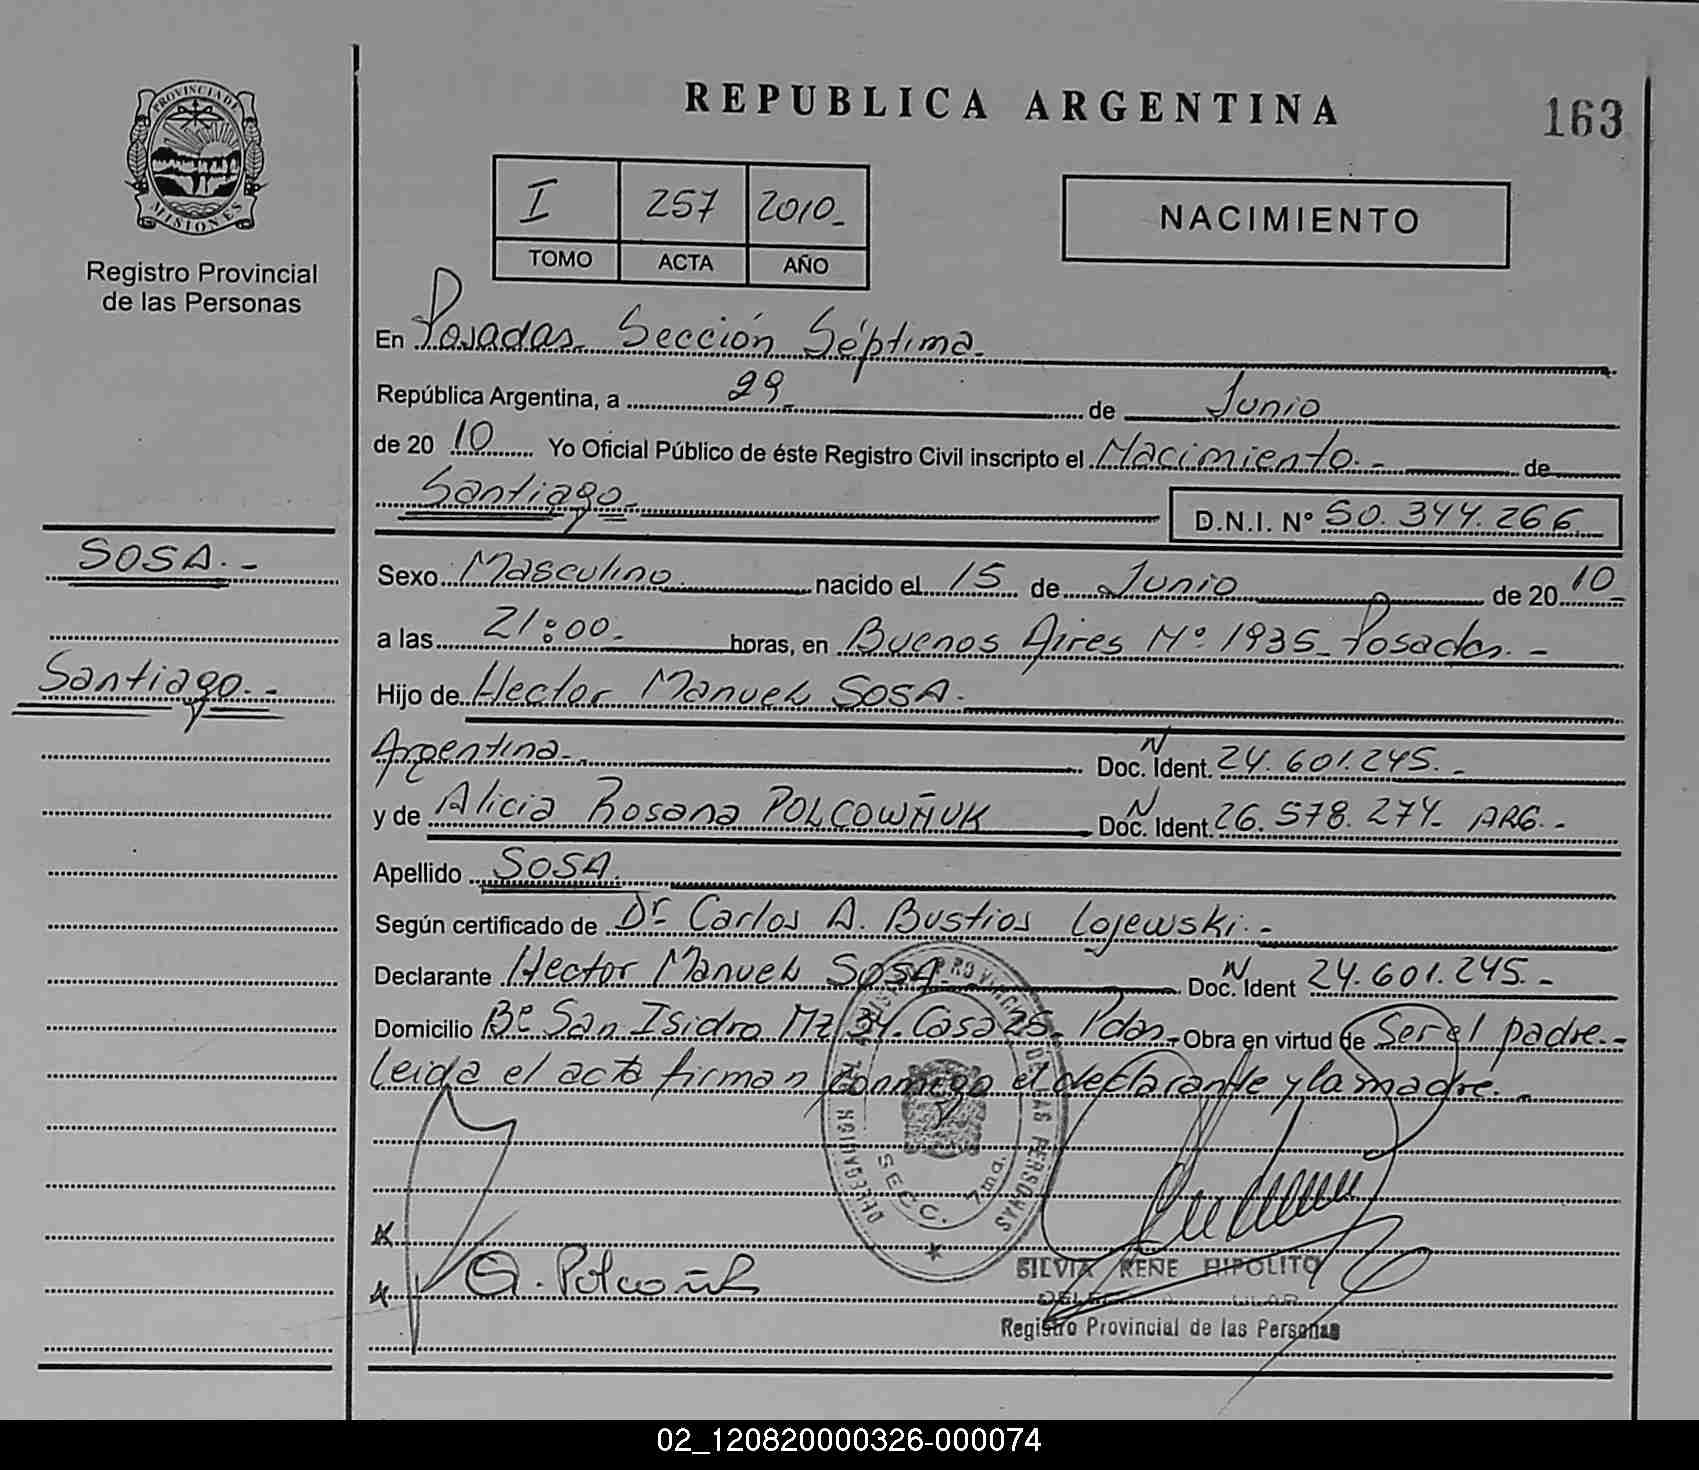 PROVINCIA DE
MISIONES
Registro Provincial
de las Personas
SOSA.-
Santiago.-
REPUBLICA ARGENTINA
163
I 257 2010-
TOMO ACTA AÑO
NACIMIENTO
En Posadas. Sección Séptima.
República Argentina, a 29 de Junio
de 20 10 Yo Oficial Público de éste Registro Civil inscripto el Nacimiento.- de
Santiago.- D.N.I. Nº 50.344.266
Sexo Masculino nacido el 15 de Junio de 20 10
a las 21:00.- horas, en Buenos Aires Nº 1935- Posadas.-
Hijo de Hector Manuel SOSA.
Argentina.- N Doc. Ident. 24.601.245.-
y de Alicia Rosana POLCOWÑUK N Doc. Ident. 26.578.274- ARG.-
Apellido SOSA.
Según certificado de Dr. Carlos A. Bustios Lojewski.-
Declarante Hector Manuel SOSA N Doc. Ident 24.601.245.-
Domicilio Bº San Isidro Mz 34. Casa 25- Pdas.- Obra en virtud de Ser el padre.-
Leida el acta firman conmigo el declarante y la madre.-
SECC. 7ma.
SILVIA RENE HIPOLITO
Registro Provincial de las Personas
02_120820000326-000074